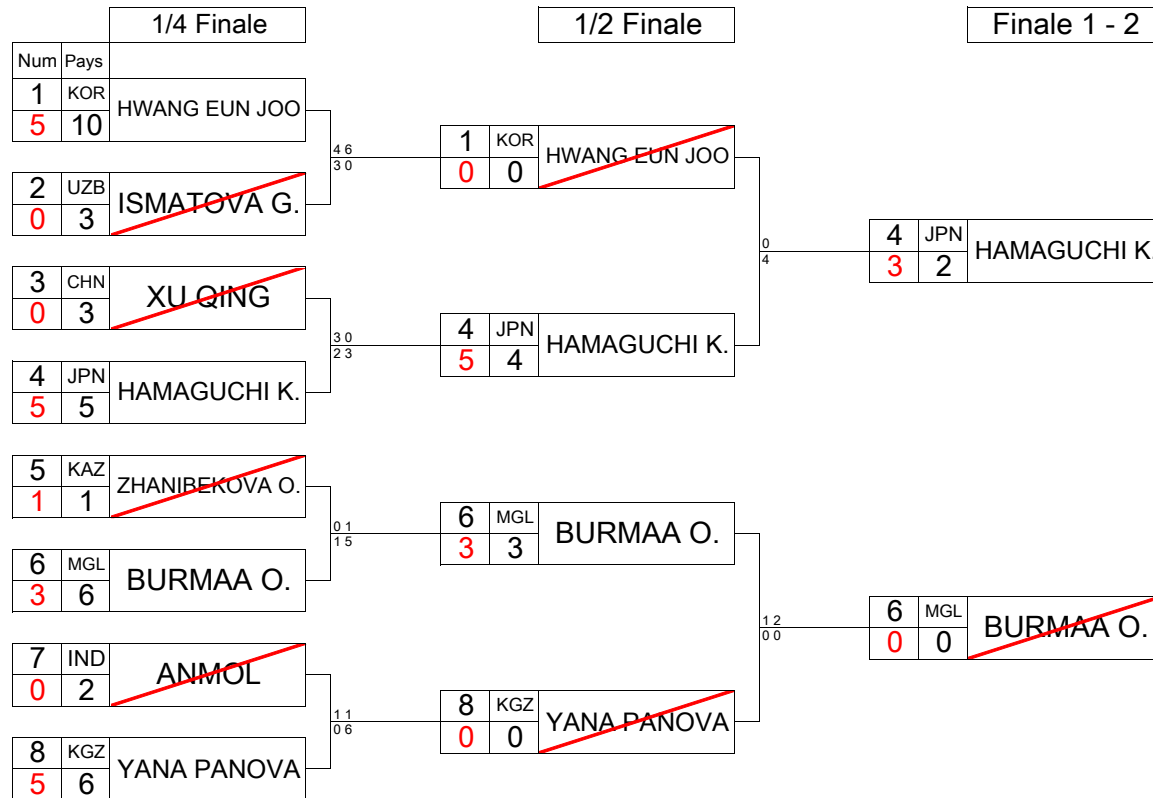 1/4 Finale
1/2 Finale
Finale 1 - 2
Num Pays
1 KOR HWANG EUN JOO
5 10
4 6
3 0
2 UZB ISMATOVA G.
0 3
3 CHN XU QING
0 3
3 0
2 3
4 JPN HAMAGUCHI K.
5 5
5 KAZ ZHANIBEKOVA O.
1 1
0 1
1 5
6 MGL BURMAA O.
3 6
7 IND ANMOL
0 2
1 1
0 6
8 KGZ YANA PANOVA
5 6
1 KOR HWANG EUN JOO
0 0
0
4
4 JPN HAMAGUCHI K.
5 4
6 MGL BURMAA O.
3 3
1 2
0 0
8 KGZ YANA PANOVA
0 0
4 JPN HAMAGUCHI K.
3 2
6 MGL BURMAA O.
0 0